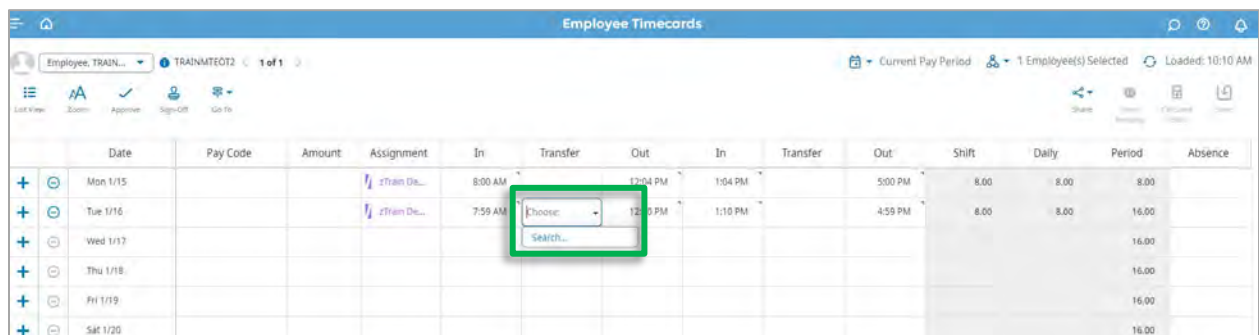 Employee Timecards
Employee, TRAIN... TRAINMTEOT2 1 of 1 Current Pay Period 1 Employee(s) Selected Loaded: 10:10 AM
List View Zoom Approve Sign-Off Go To Share
Date Pay Code Amount Assignment In Transfer Out In Transfer Out Shift Daily Period Absence
Mon 1/15 zTrain De... 8:00 AM 12:04 PM 1:04 PM 5:00 PM 8.00 8.00 8.00
Tue 1/16 zTrain De... 7:59 AM Choose PM 1:10 PM 4:59 PM 8.00 8.00 16.00
Search...
Wed 1/17 16.00
Thu 1/18 16.00
Fri 1/19 16.00
Sat 1/20 16.00